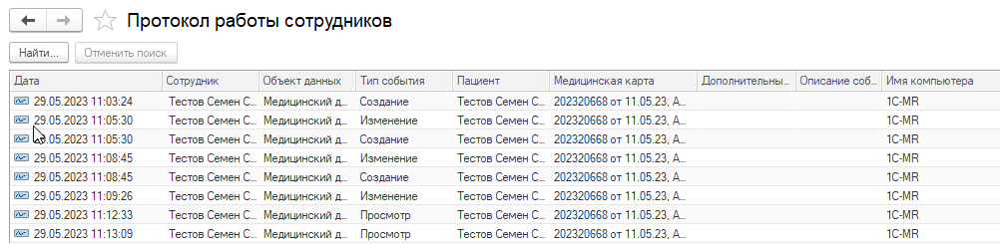 Протокол работы сотрудников
Найти... Отменить поиск
Дата Сотрудник Объект данных Тип события Пациент Медицинская карта Дополнительны... Описание соб... Имя компьютера
29.05.2023 11:03:24 Тестов Семен С... Медицинский д... Создание Тестов Семен С... 202320668 от 11.05.23, А... 1C-MR
29.05.2023 11:05:30 Тестов Семен С... Медицинский д... Изменение Тестов Семен С... 202320668 от 11.05.23, А... 1C-MR
29.05.2023 11:05:30 Тестов Семен С... Медицинский д... Создание Тестов Семен С... 202320668 от 11.05.23, А... 1C-MR
29.05.2023 11:08:45 Тестов Семен С... Медицинский д... Изменение Тестов Семен С... 202320668 от 11.05.23, А... 1C-MR
29.05.2023 11:08:45 Тестов Семен С... Медицинский д... Создание Тестов Семен С... 202320668 от 11.05.23, А... 1C-MR
29.05.2023 11:09:26 Тестов Семен С... Медицинский д... Изменение Тестов Семен С... 202320668 от 11.05.23, А... 1C-MR
29.05.2023 11:12:33 Тестов Семен С... Медицинский д... Просмотр Тестов Семен С... 202320668 от 11.05.23, А... 1C-MR
29.05.2023 11:13:09 Тестов Семен С... Медицинский д... Просмотр Тестов Семен С... 202320668 от 11.05.23, А... 1C-MR